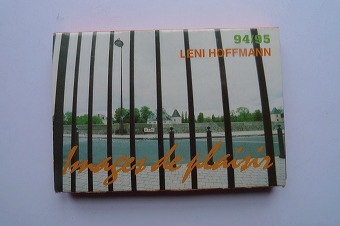 94/95
LENI HOFFMANN
Images de plaisir